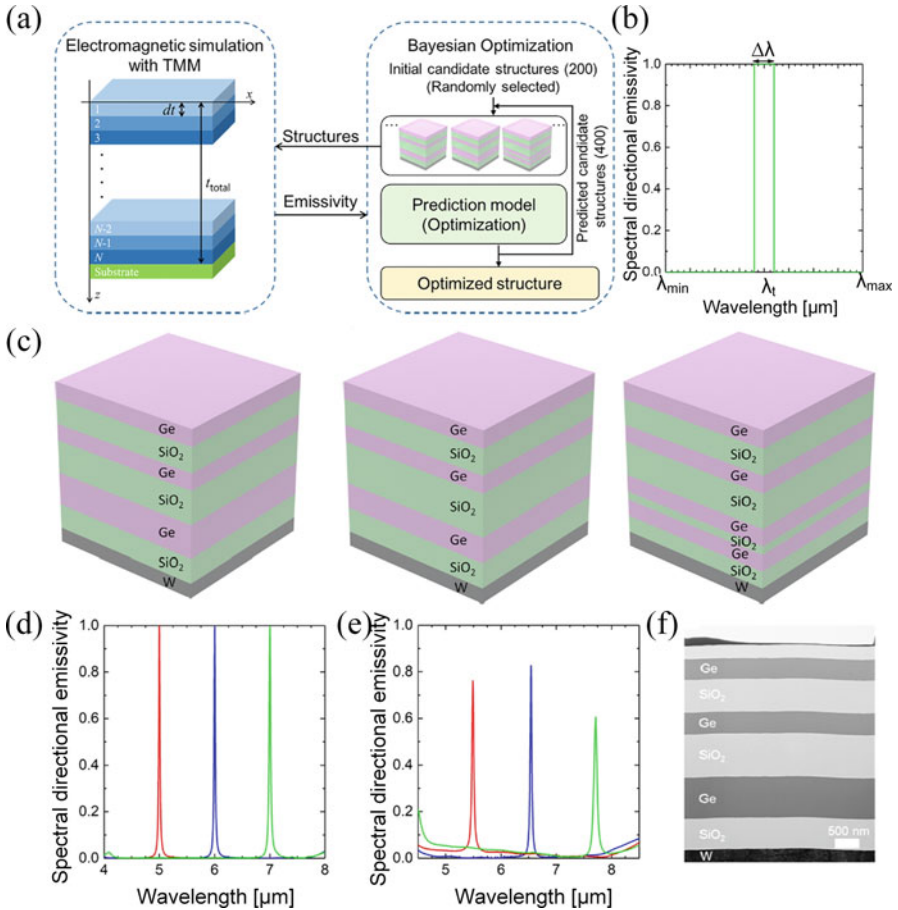 (a)
Electromagnetic simulation
with TMM
x
dt
1
2
3
t_total
N-2
N-1
N
Substrate
z
Structures
Emissivity
Bayesian Optimization
Initial candidate structures (200)
(Randomly selected)
Prediction model
(Optimization)
Predicted candidate
structures (400)
Optimized structure
(b)
Δλ
Spectral directional emissivity
1.0
0.8
0.6
0.4
0.2
0.0
λmin
λt
λmax
Wavelength [μm]
(c)
Ge
SiO₂
Ge
SiO₂
Ge
SiO₂
W
Ge
SiO₂
Ge
SiO₂
Ge
SiO₂
W
Ge
SiO₂
Ge
SiO₂
Ge
SiO₂
Ge
SiO₂
W
(d)
Spectral directional emissivity
1.0
0.8
0.6
0.4
0.2
0.0
4 5 6 7 8
Wavelength [μm]
(e)
Spectral directional emissivity
1.0
0.8
0.6
0.4
0.2
0.0
5 6 7 8
Wavelength [μm]
(f)
Ge
SiO₂
Ge
SiO₂
Ge
SiO₂
500 nm
W